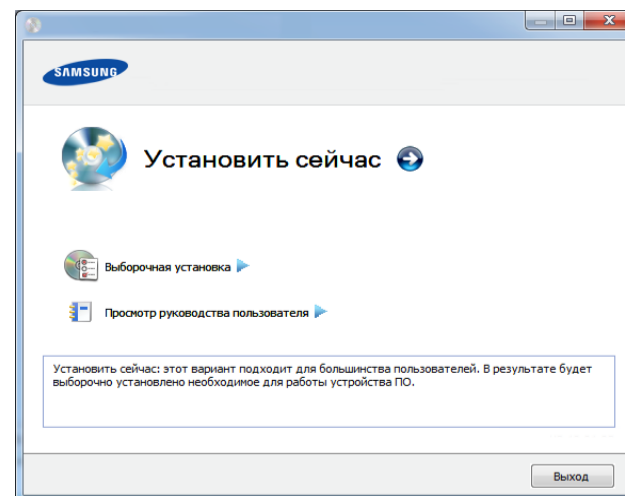 SAMSUNG
Установить сейчас
Выборочная установка
Просмотр руководства пользователя
Установить сейчас: этот вариант подходит для большинства пользователей. В результате будет
выборочно установлено необходимое для работы устройства ПО.
Выход